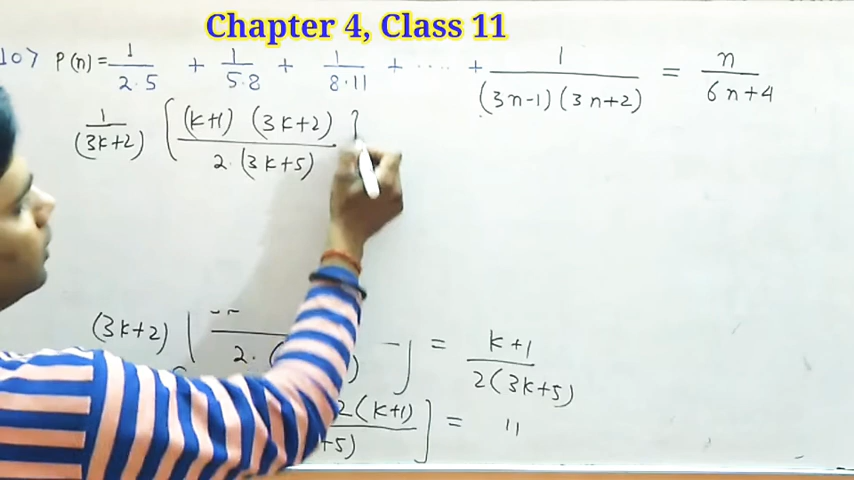 Chapter 4, Class 11
10> P(n) = 1/(2·5) + 1/(5·8) + 1/(8·11) + ···· + 1/((3n-1)(3n+2)) = n/(6n+4)
1/(3k+2) [(k+1) (3k+2) / 2·(3k+5)]
(3k+2) [ / 2·( ) ] = k+1 / 2(3k+5)
2(k+1) / +5) ] = "